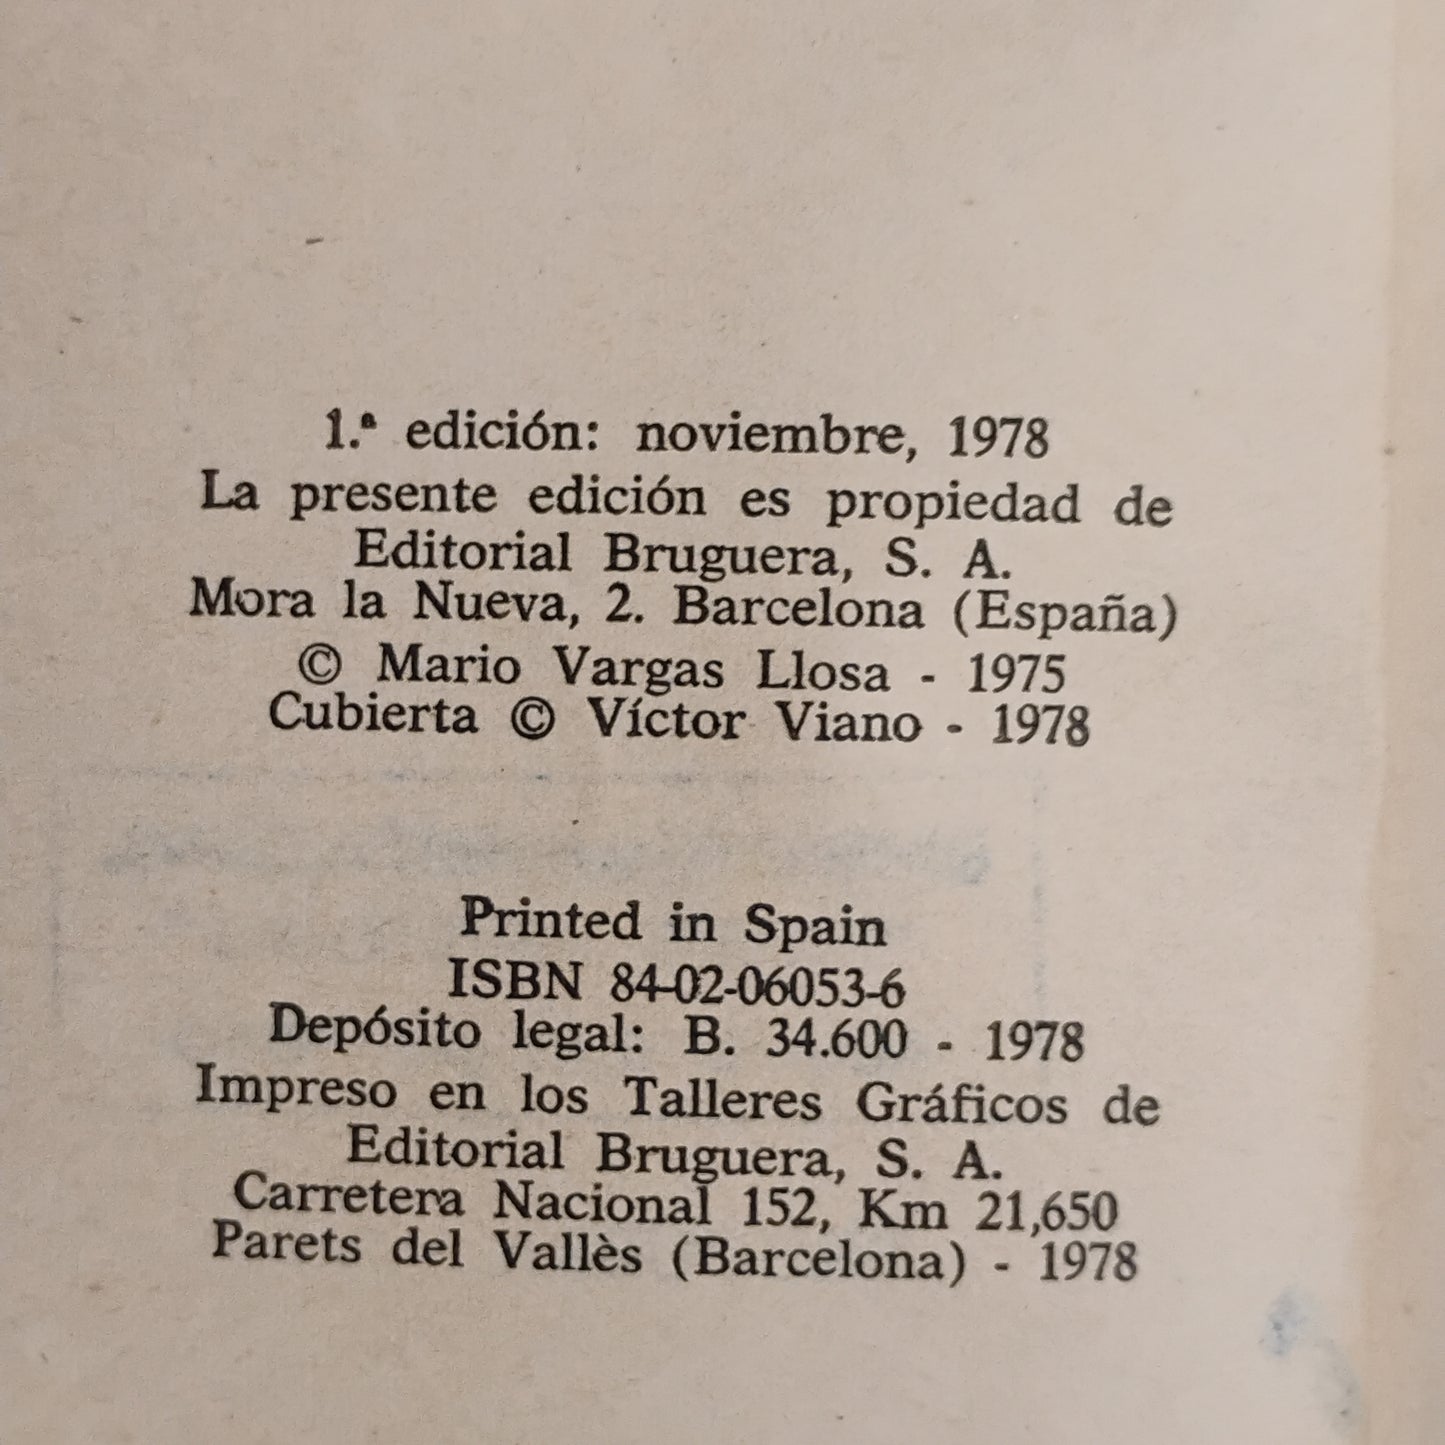 1.ª edición: noviembre, 1978
La presente edición es propiedad de
Editorial Bruguera, S. A.
Mora la Nueva, 2. Barcelona (España)
© Mario Vargas Llosa - 1975
Cubierta © Víctor Viano - 1978
Printed in Spain
ISBN 84-02-06053-6
Depósito legal: B. 34.600 - 1978
Impreso en los Talleres Gráficos de
Editorial Bruguera, S. A.
Carretera Nacional 152, Km 21,650
Parets del Vallès (Barcelona) - 1978